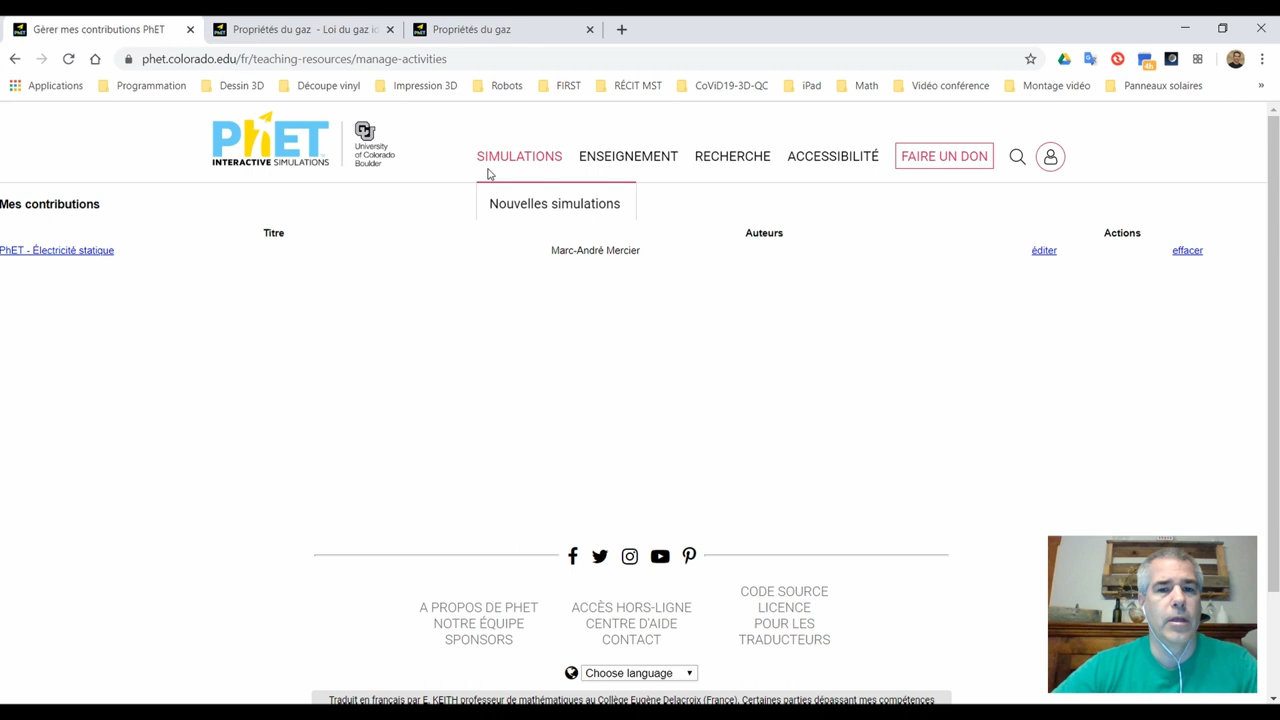 Gérer mes contributions PhET
Propriétés du gaz - Loi du gaz i
Propriétés du gaz
phet.colorado.edu/fr/teaching-resources/manage-activities
4h
Applications
Programmation
Dessin 3D
Découpe vinyl
Impression 3D
Robots
FIRST
RÉCIT MST
CoViD19-3D-QC
iPad
Math
Vidéo conférence
Montage vidéo
Panneaux solaires
»
PhET
INTERACTIVE SIMULATIONS
CU
University
of Colorado
Boulder
SIMULATIONS
ENSEIGNEMENT
RECHERCHE
ACCESSIBILITÉ
FAIRE UN DON
Nouvelles simulations
Mes contributions
Titre
Auteurs
Actions
PhET - Électricité statique
Marc-André Mercier
éditer
effacer
A PROPOS DE PHET
NOTRE ÉQUIPE
SPONSORS
ACCÈS HORS-LIGNE
CENTRE D'AIDE
CONTACT
CODE SOURCE
LICENCE
POUR LES
TRADUCTEURS
Choose language
Traduit en français par E. KEITH professeur de mathématiques au Collège Eugène Delacroix (France). Certaines parties dépassant mes compétences